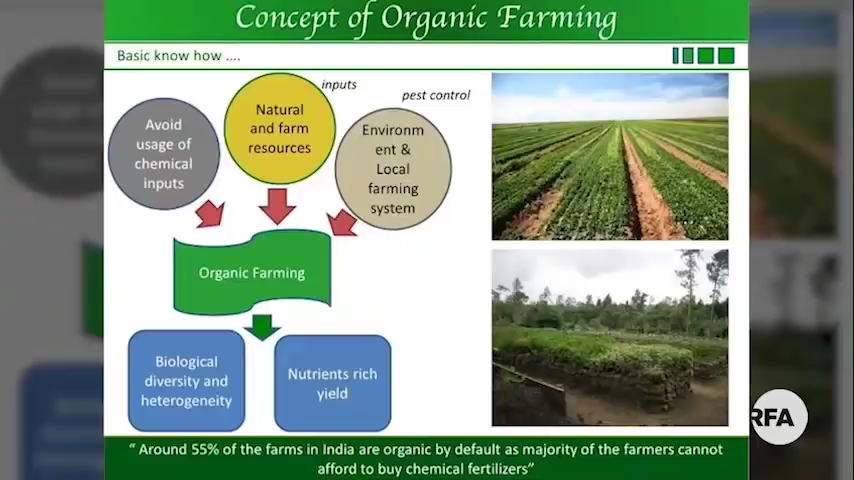 Concept of Organic Farming
Basic know how ....
inputs
pest control
Avoid
usage of
chemical
inputs
Natural
and farm
resources
Environm
ent &
Local
farming
system
Organic Farming
Biological
diversity and
heterogeneity
Nutrients rich
yield
RFA
“ Around 55% of the farms in India are organic by default as majority of the farmers cannot
afford to buy chemical fertilizers”